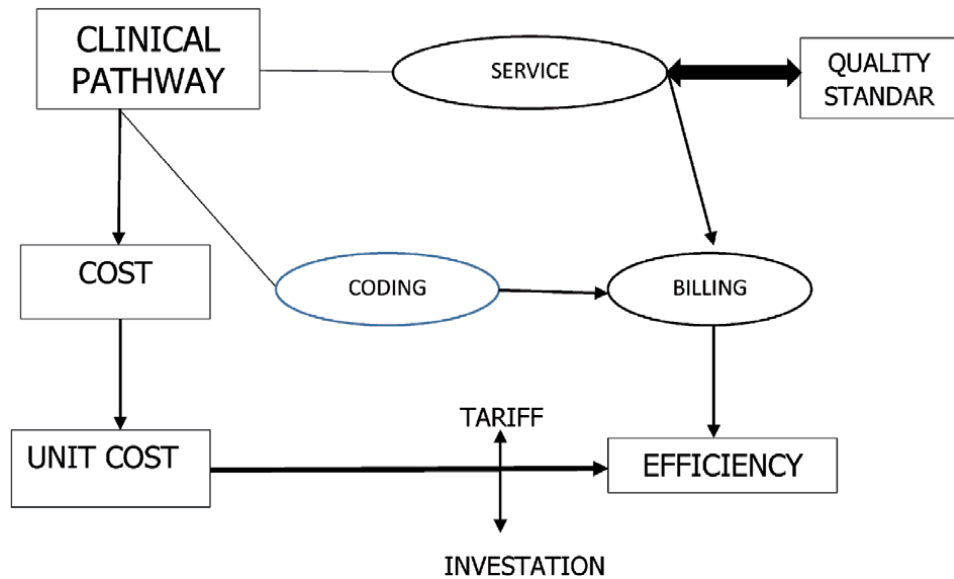 CLINICAL
PATHWAY
SERVICE
QUALITY
STANDAR
COST
CODING
BILLING
TARIFF
UNIT COST
EFFICIENCY
INVESTATION